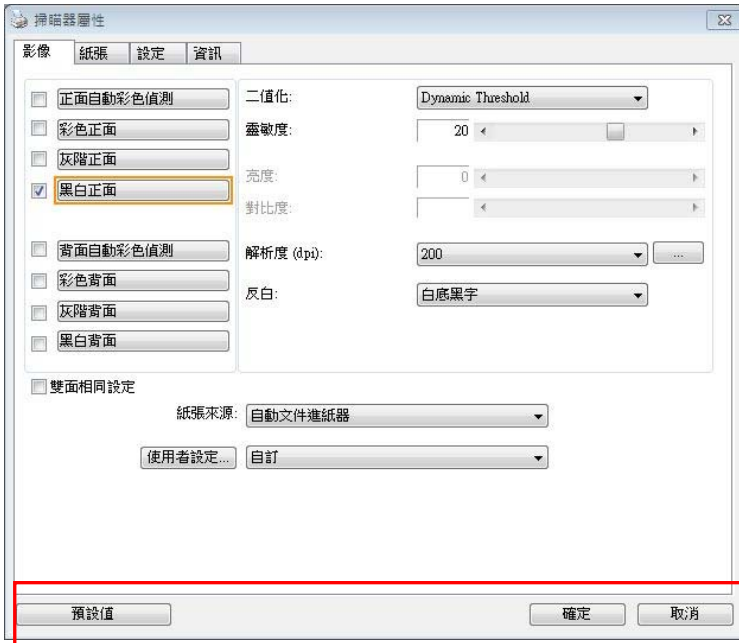 掃瞄器屬性
影像 紙張 設定 資訊
正面自動彩色偵測
彩色正面
灰階正面
黑白正面
背面自動彩色偵測
彩色背面
灰階背面
黑白背面
二值化: Dynamic Threshold
靈敏度: 20
亮度: 0
對比度:
解析度 (dpi): 200 ...
反白: 白底黑字
雙面相同設定
紙張來源: 自動文件進紙器
使用者設定... 自訂
預設值 確定 取消